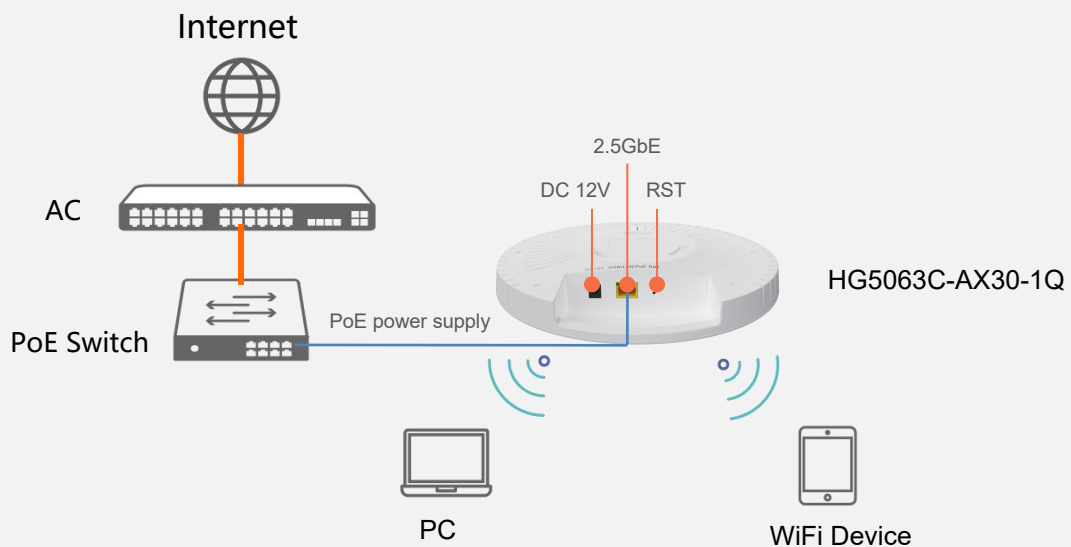 Internet
2.5GbE
DC 12V
RST
AC
HG5063C-AX30-1Q
PoE power supply
PoE Switch
PC
WiFi Device